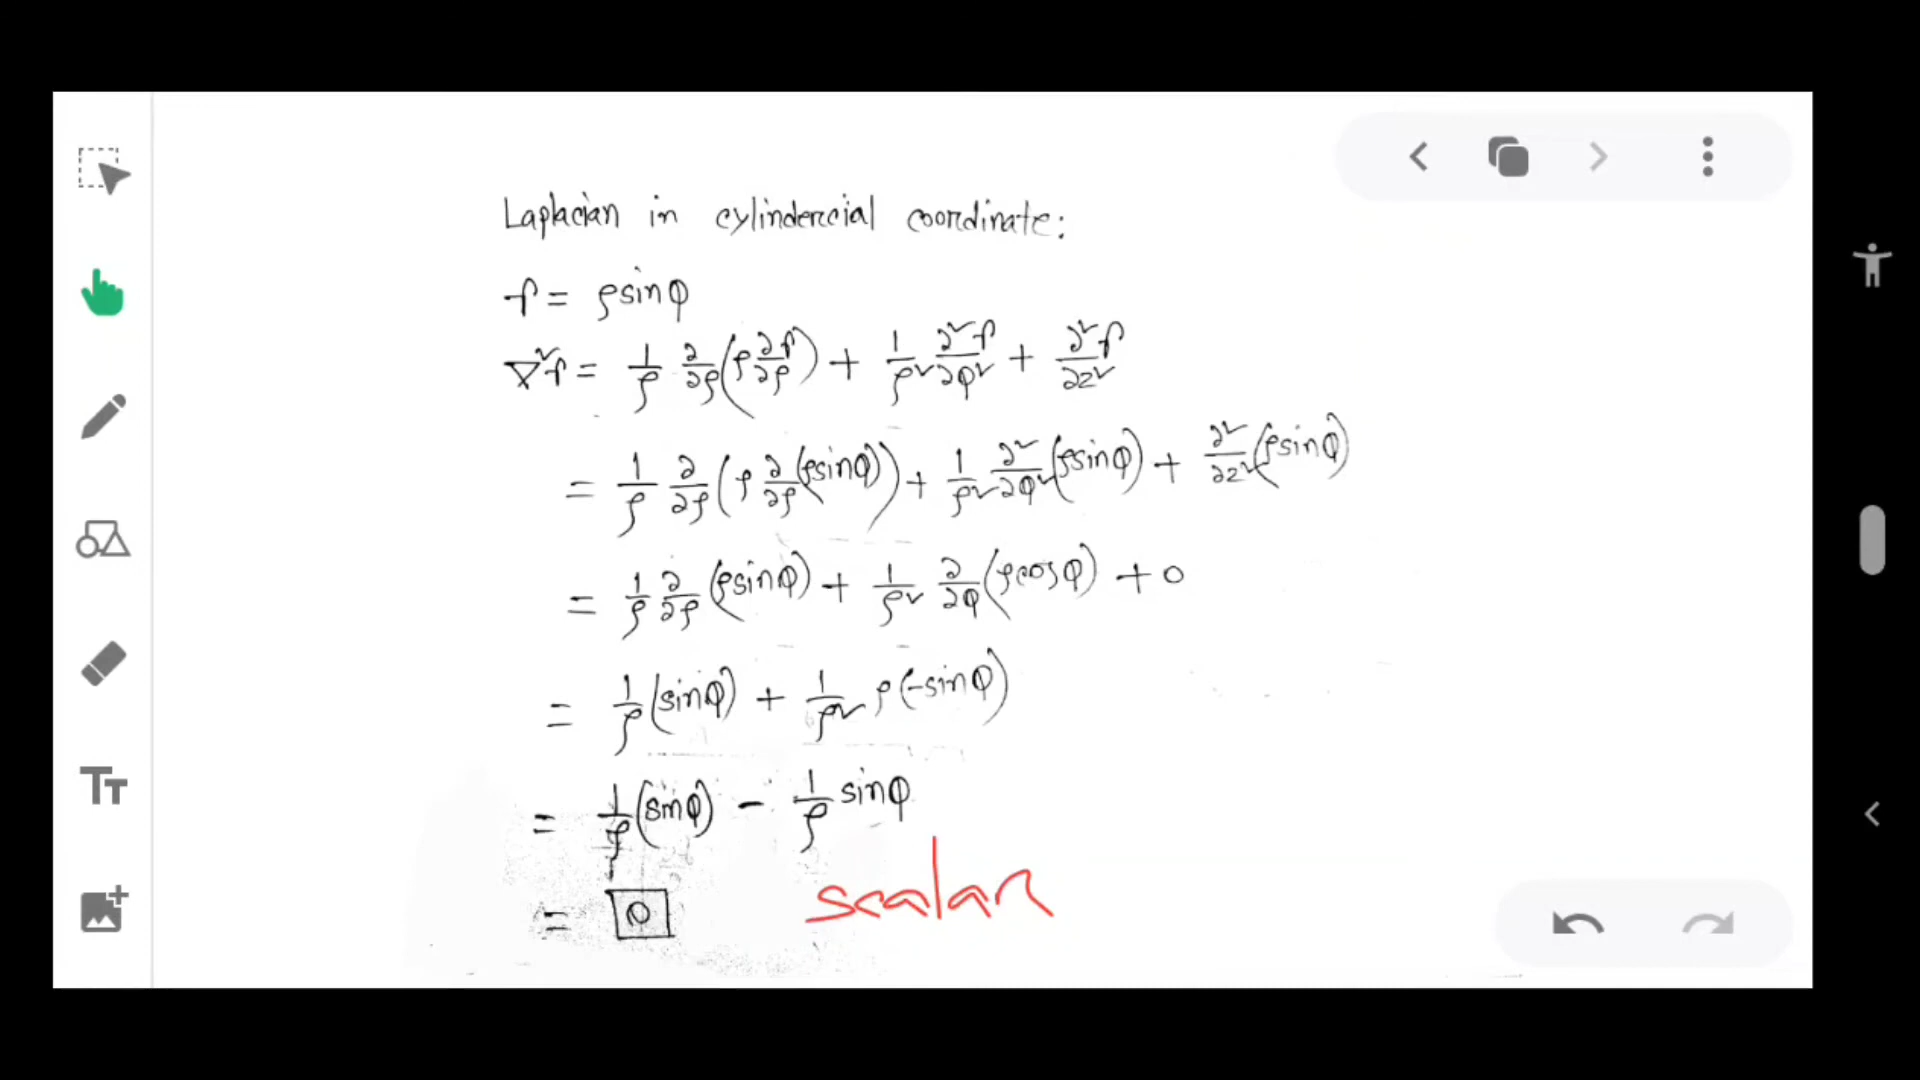 Laplacian in cylindercial coordinate:
f = ρsinφ
∇²f = 1/ρ ∂/∂ρ(ρ ∂f/∂ρ) + 1/ρ² ∂²f/∂φ² + ∂²f/∂z²
= 1/ρ ∂/∂ρ(ρ ∂/∂ρ(ρsinφ)) + 1/ρ² ∂²/∂φ²(ρsinφ) + ∂²/∂z²(ρsinφ)
= 1/ρ ∂/∂ρ(ρsinφ) + 1/ρ² ∂/∂φ(ρcosφ) + 0
= 1/ρ(sinφ) + 1/ρ² ρ(-sinφ)
= 1/ρ(sinφ) - 1/ρ sinφ
= 0
scalar
TT